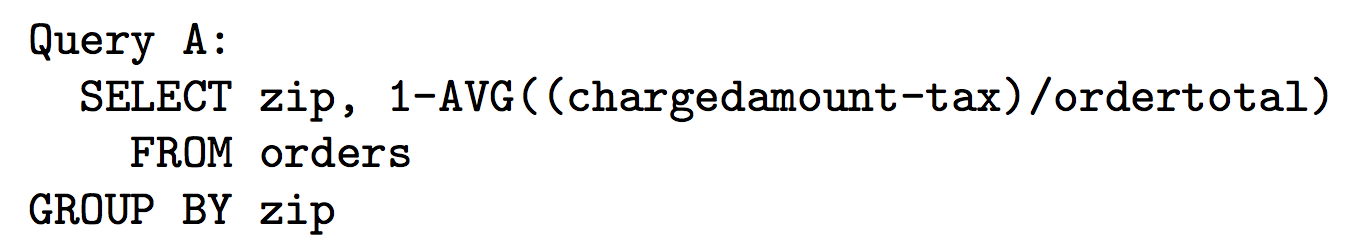 Query A:
SELECT zip, 1-AVG((chargedamount-tax)/ordertotal)
FROM orders
GROUP BY zip